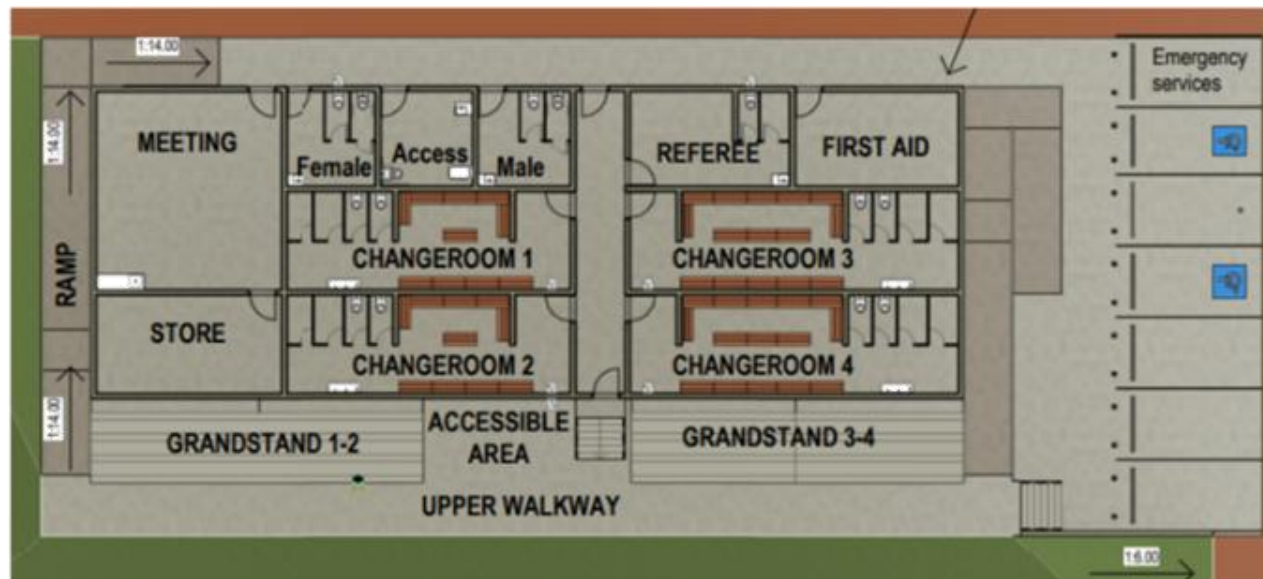 1:14.00
Emergency
services
MEETING
Female
Access
Male
REFEREE
FIRST AID
1:14.00
RAMP
CHANGEROOM 1
CHANGEROOM 3
STORE
CHANGEROOM 2
CHANGEROOM 4
1:14.00
GRANDSTAND 1-2
ACCESSIBLE
AREA
GRANDSTAND 3-4
UPPER WALKWAY
1:6.00